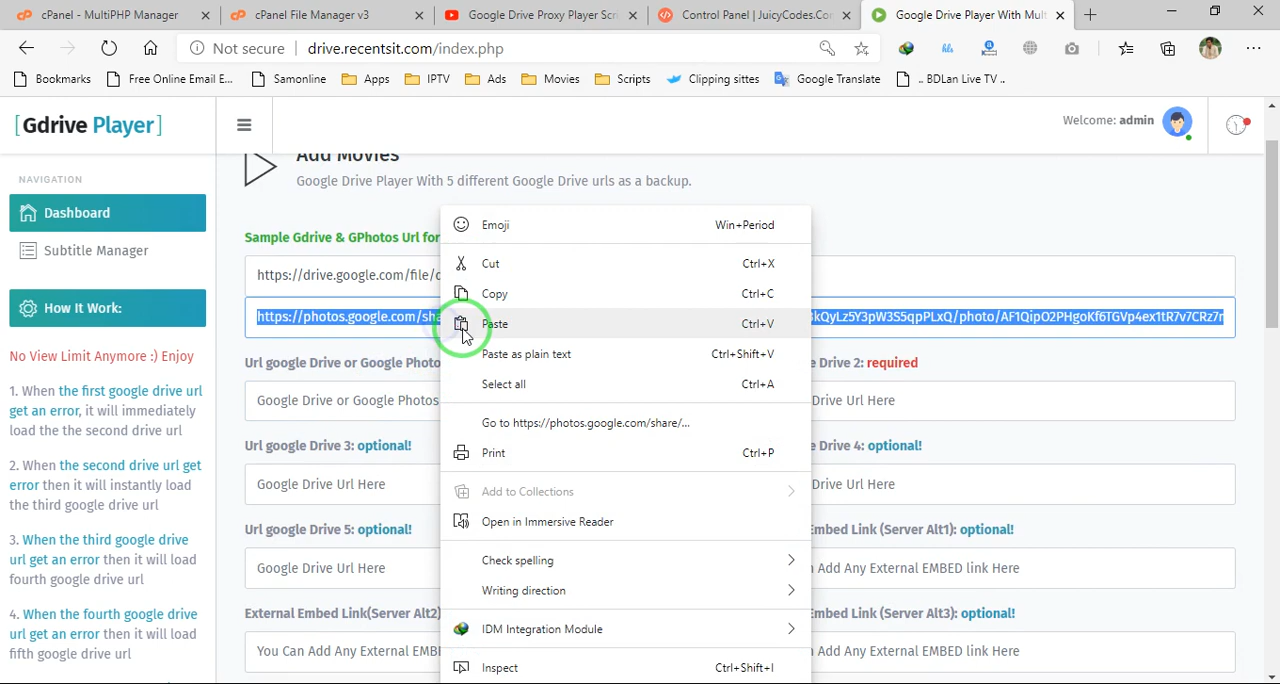 cPanel - MultiPHP Manager
cPanel File Manager v3
Google Drive Proxy Player Scri
Control Panel | JuicyCodes.Com
Google Drive Player With Mult
Not secure | drive.recentsit.com/index.php
Bookmarks
Free Online Email E...
Samonline
Apps
IPTV
Ads
Movies
Scripts
Clipping sittes
Google Translate
.. BDLan Live TV ..
hls
[Gdrive Player]
Welcome: admin
NAVIGATION
Dashboard
Subtitle Manager
How It Work:
No View Limit Anymore :) Enjoy
1. When the first google drive url
get an error, it will immediately
load the the second drive url
2. When the second drive url get
error then it will instantly load
the third google drive url
3. When the third google drive
url get an error then it will load
fourth google drive url
4. When the fourth google drive
url get an error then it will load
fifth google drive url
Add Movies
Google Drive Player With 5 different Google Drive urls as a backup.
Sample Gdrive & GPhotos Url for
https://drive.google.com/file/
https://photos.google.com/sha
kQyLz5Y3pW3S5qpPLxQ/photo/AF1QipO2PHgoKf6TGVp4ex1tR7v7CRz7r
Url google Drive or Google Photo
Drive 2: required
Google Drive or Google Photos
Drive Url Here
Url google Drive 3: optional!
Drive 4: optional!
Google Drive Url Here
Drive Url Here
Url google Drive 5: optional!
Embed Link (Server Alt1): optional!
Google Drive Url Here
Add Any External EMBED link Here
External Embed Link(Server Alt2)
Embed Link (Server Alt3): optional!
You Can Add Any External EMB
Add Any External EMBED link Here
Emoji Win+Period
Cut Ctrl+X
Copy Ctrl+C
Paste Ctrl+V
Paste as plain text Ctrl+Shift+V
Select all Ctrl+A
Go to https://photos.google.com/share/...
Print Ctrl+P
Add to Collections
Open in Immersive Reader
Check spelling
Writing direction
IDM Integration Module
Inspect Ctrl+Shift+I